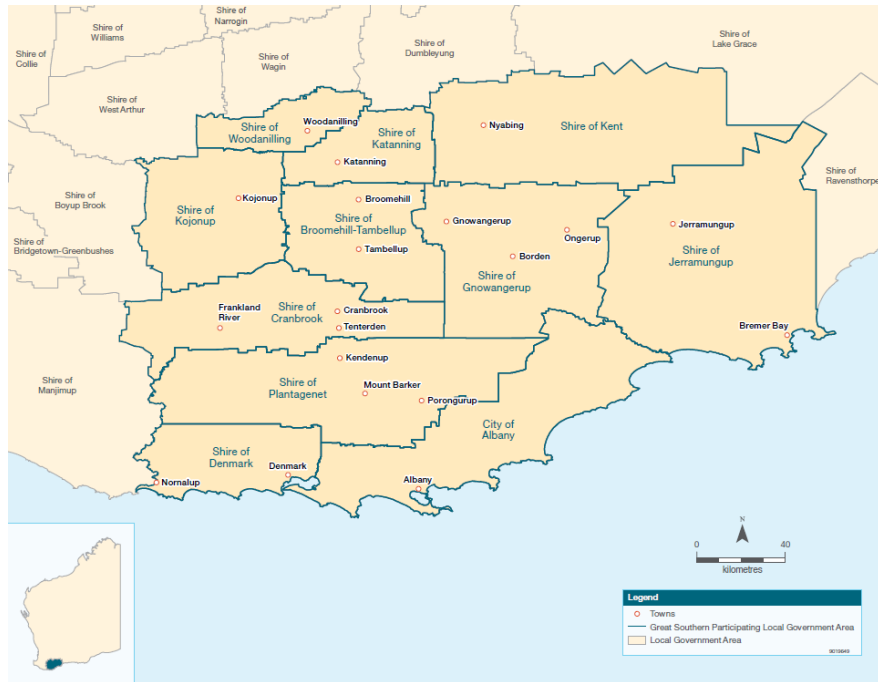 Shire of
Narrogin
Shire of
Williams
Shire of
Lake Grace
Shire of
Collie
Shire of
Dumbleyung
Shire of
Wagin
Shire of
West Arthur
Woodanilling
Shire of
Woodanilling
Shire of
Katanning
Nyabing
Shire of Kent
Katanning
Shire of
Ravensthorpe
Shire of
Boyup Brook
Kojonup
Shire of
Kojonup
Broomehill
Shire of
Broomehill-Tambellup
Tambellup
Gnowangerup
Ongerup
Borden
Shire of
Gnowangerup
Jerramungup
Shire of
Jerramungup
Shire of
Bridgetown-Greenbushes
Frankland
River
Shire of
Cranbrook
Cranbrook
Tenterden
Bremer Bay
Kendenup
Shire of
Manjimup
Shire of
Plantagenet
Mount Barker
Porongurup
City of
Albany
Shire of
Denmark
Denmark
Nornalup
Albany
N
0 40
kilometres
Legend
Towns
Great Southern Participating Local Government Area
Local Government Area